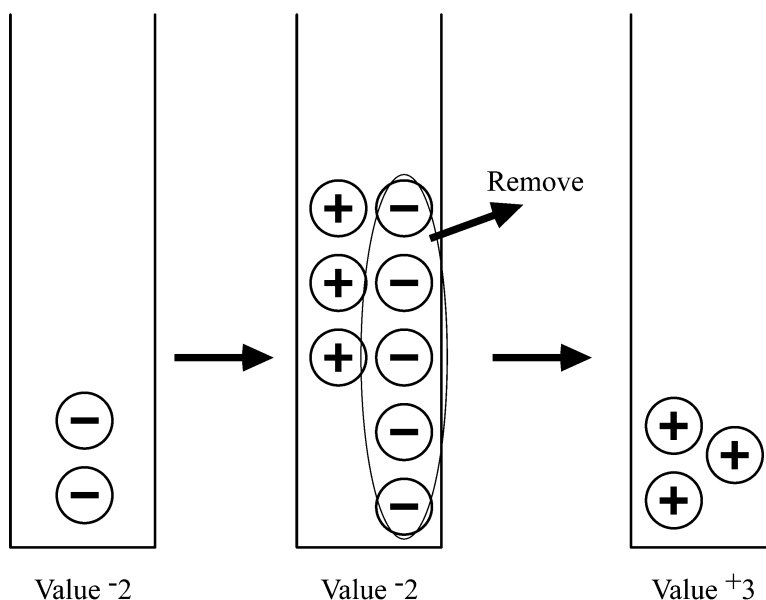 Remove
+ −
+ −
+ −
−
−
−
−
+
+
+
Value ⁻2
Value ⁻2
Value ⁺3